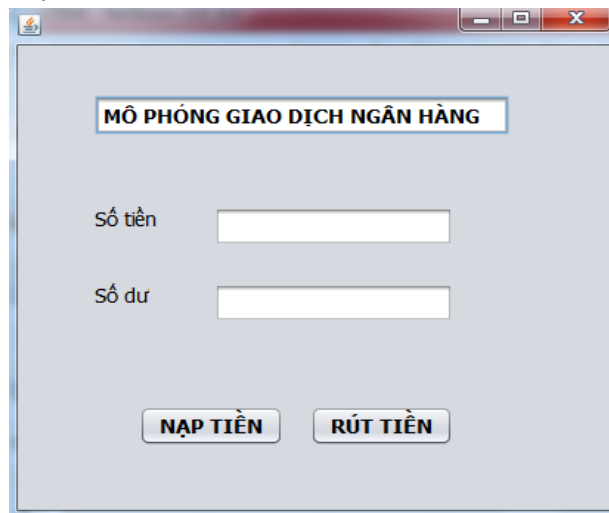 MÔ PHỎNG GIAO DỊCH NGÂN HÀNG
Số tiền
Số dư
NẠP TIỀN
RÚT TIỀN